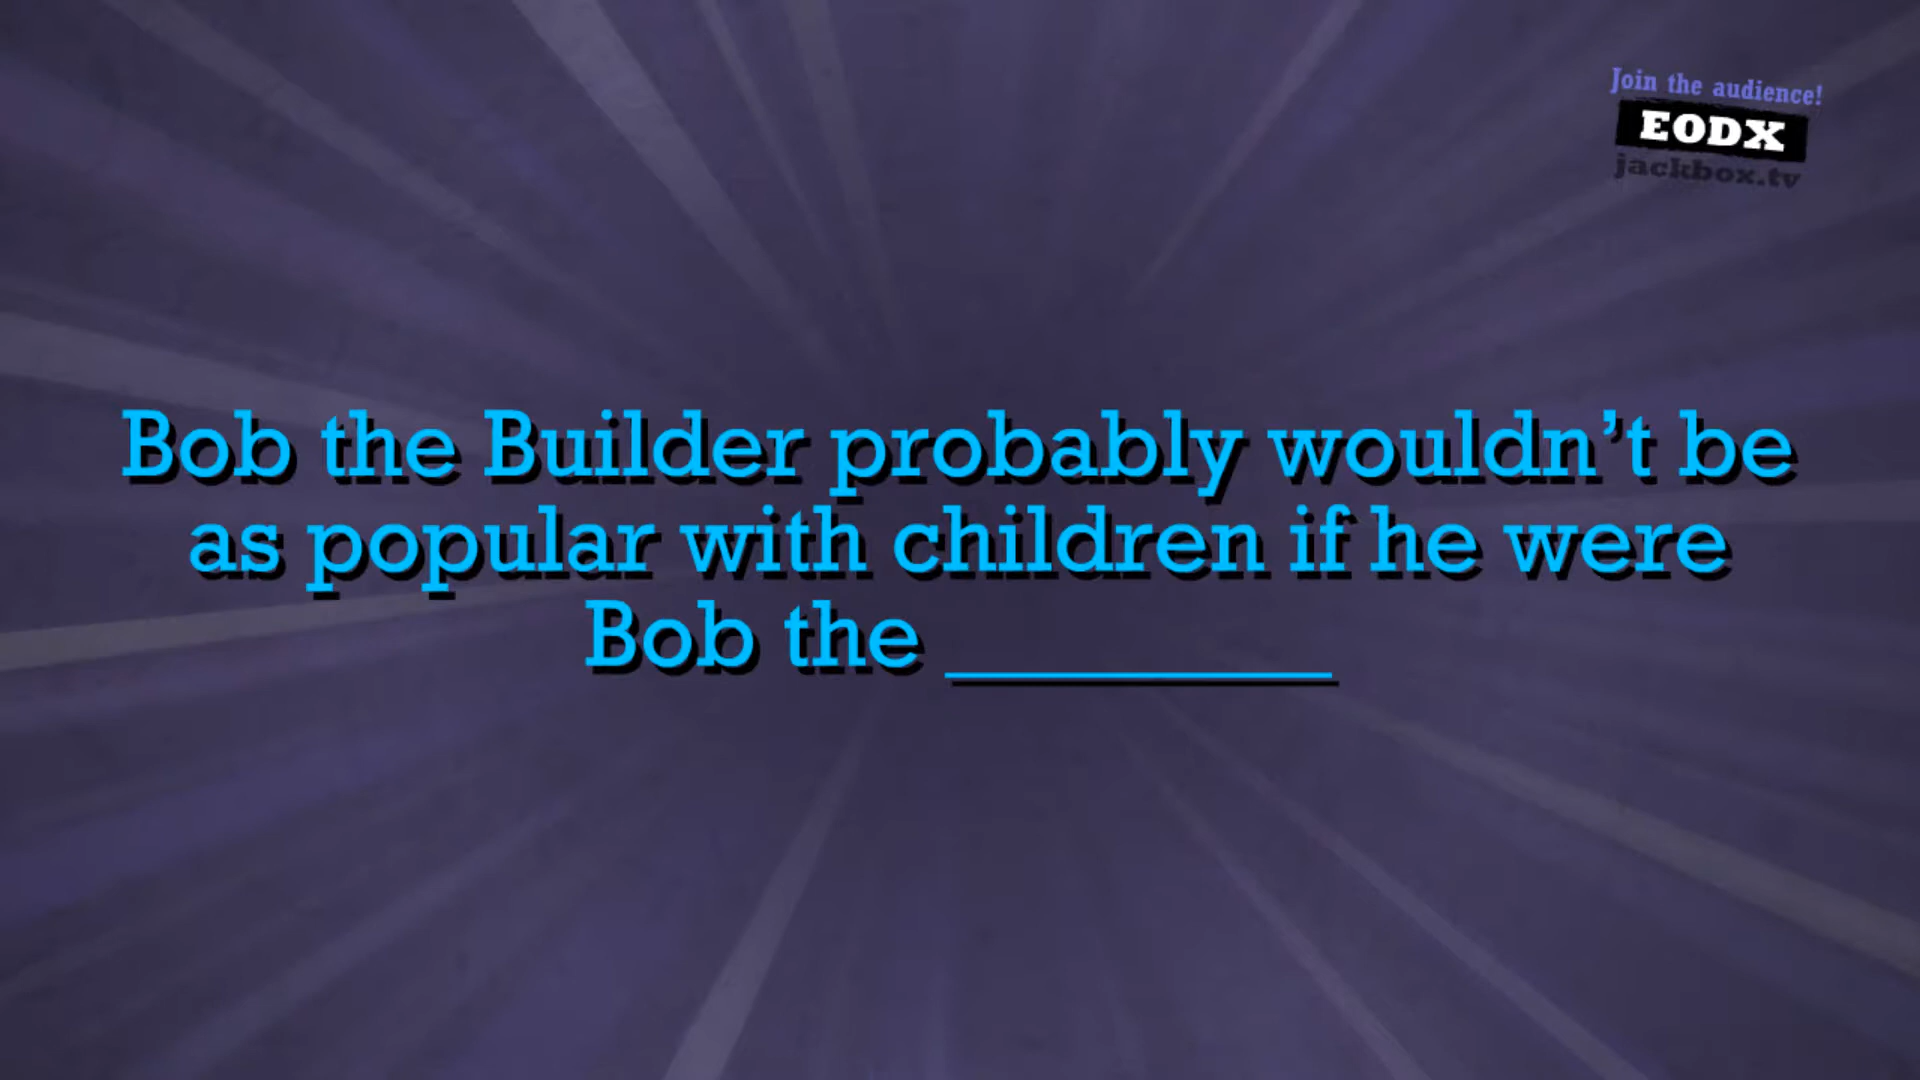 Join the audience!
EODX
jackbox.tv
Bob the Builder probably wouldn’t be
as popular with children if he were
Bob the ________